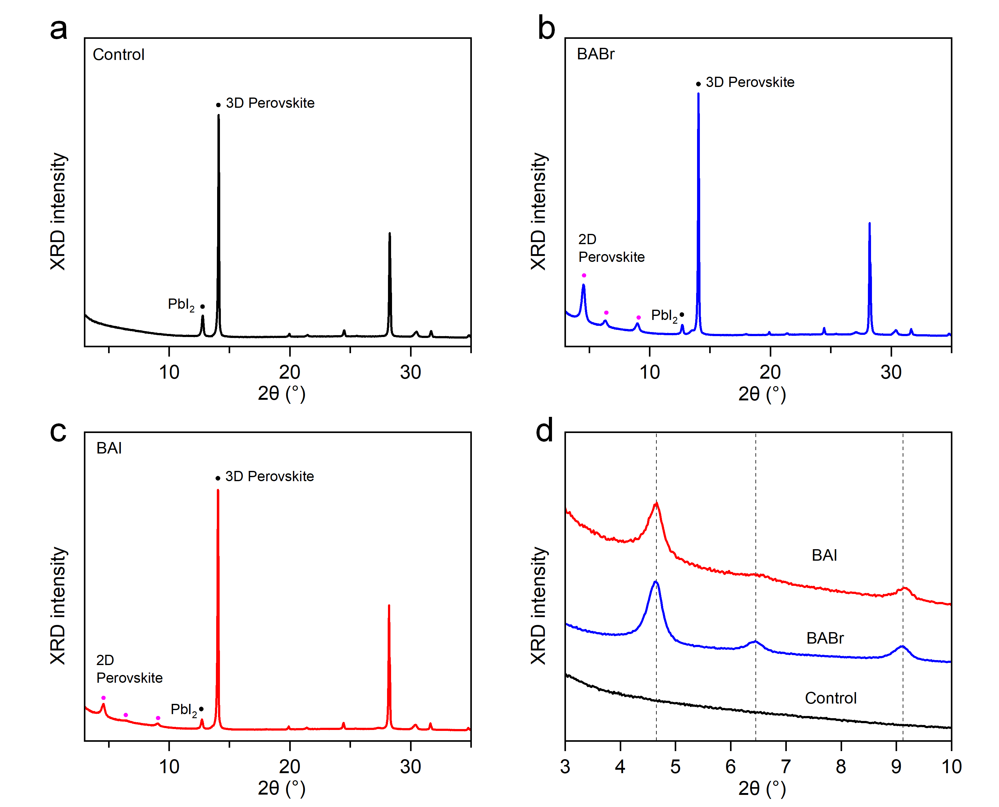 a
Control
3D Perovskite
PbI2
XRD intensity
10 20 30
2θ (°)
b
BABr
3D Perovskite
2D
Perovskite
PbI2
XRD intensity
10 20 30
2θ (°)
c
BAI
3D Perovskite
2D
Perovskite
PbI2
XRD intensity
10 20 30
2θ (°)
d
BAI
BABr
Control
XRD intensity
3 4 5 6 7 8 9 10
2θ (°)